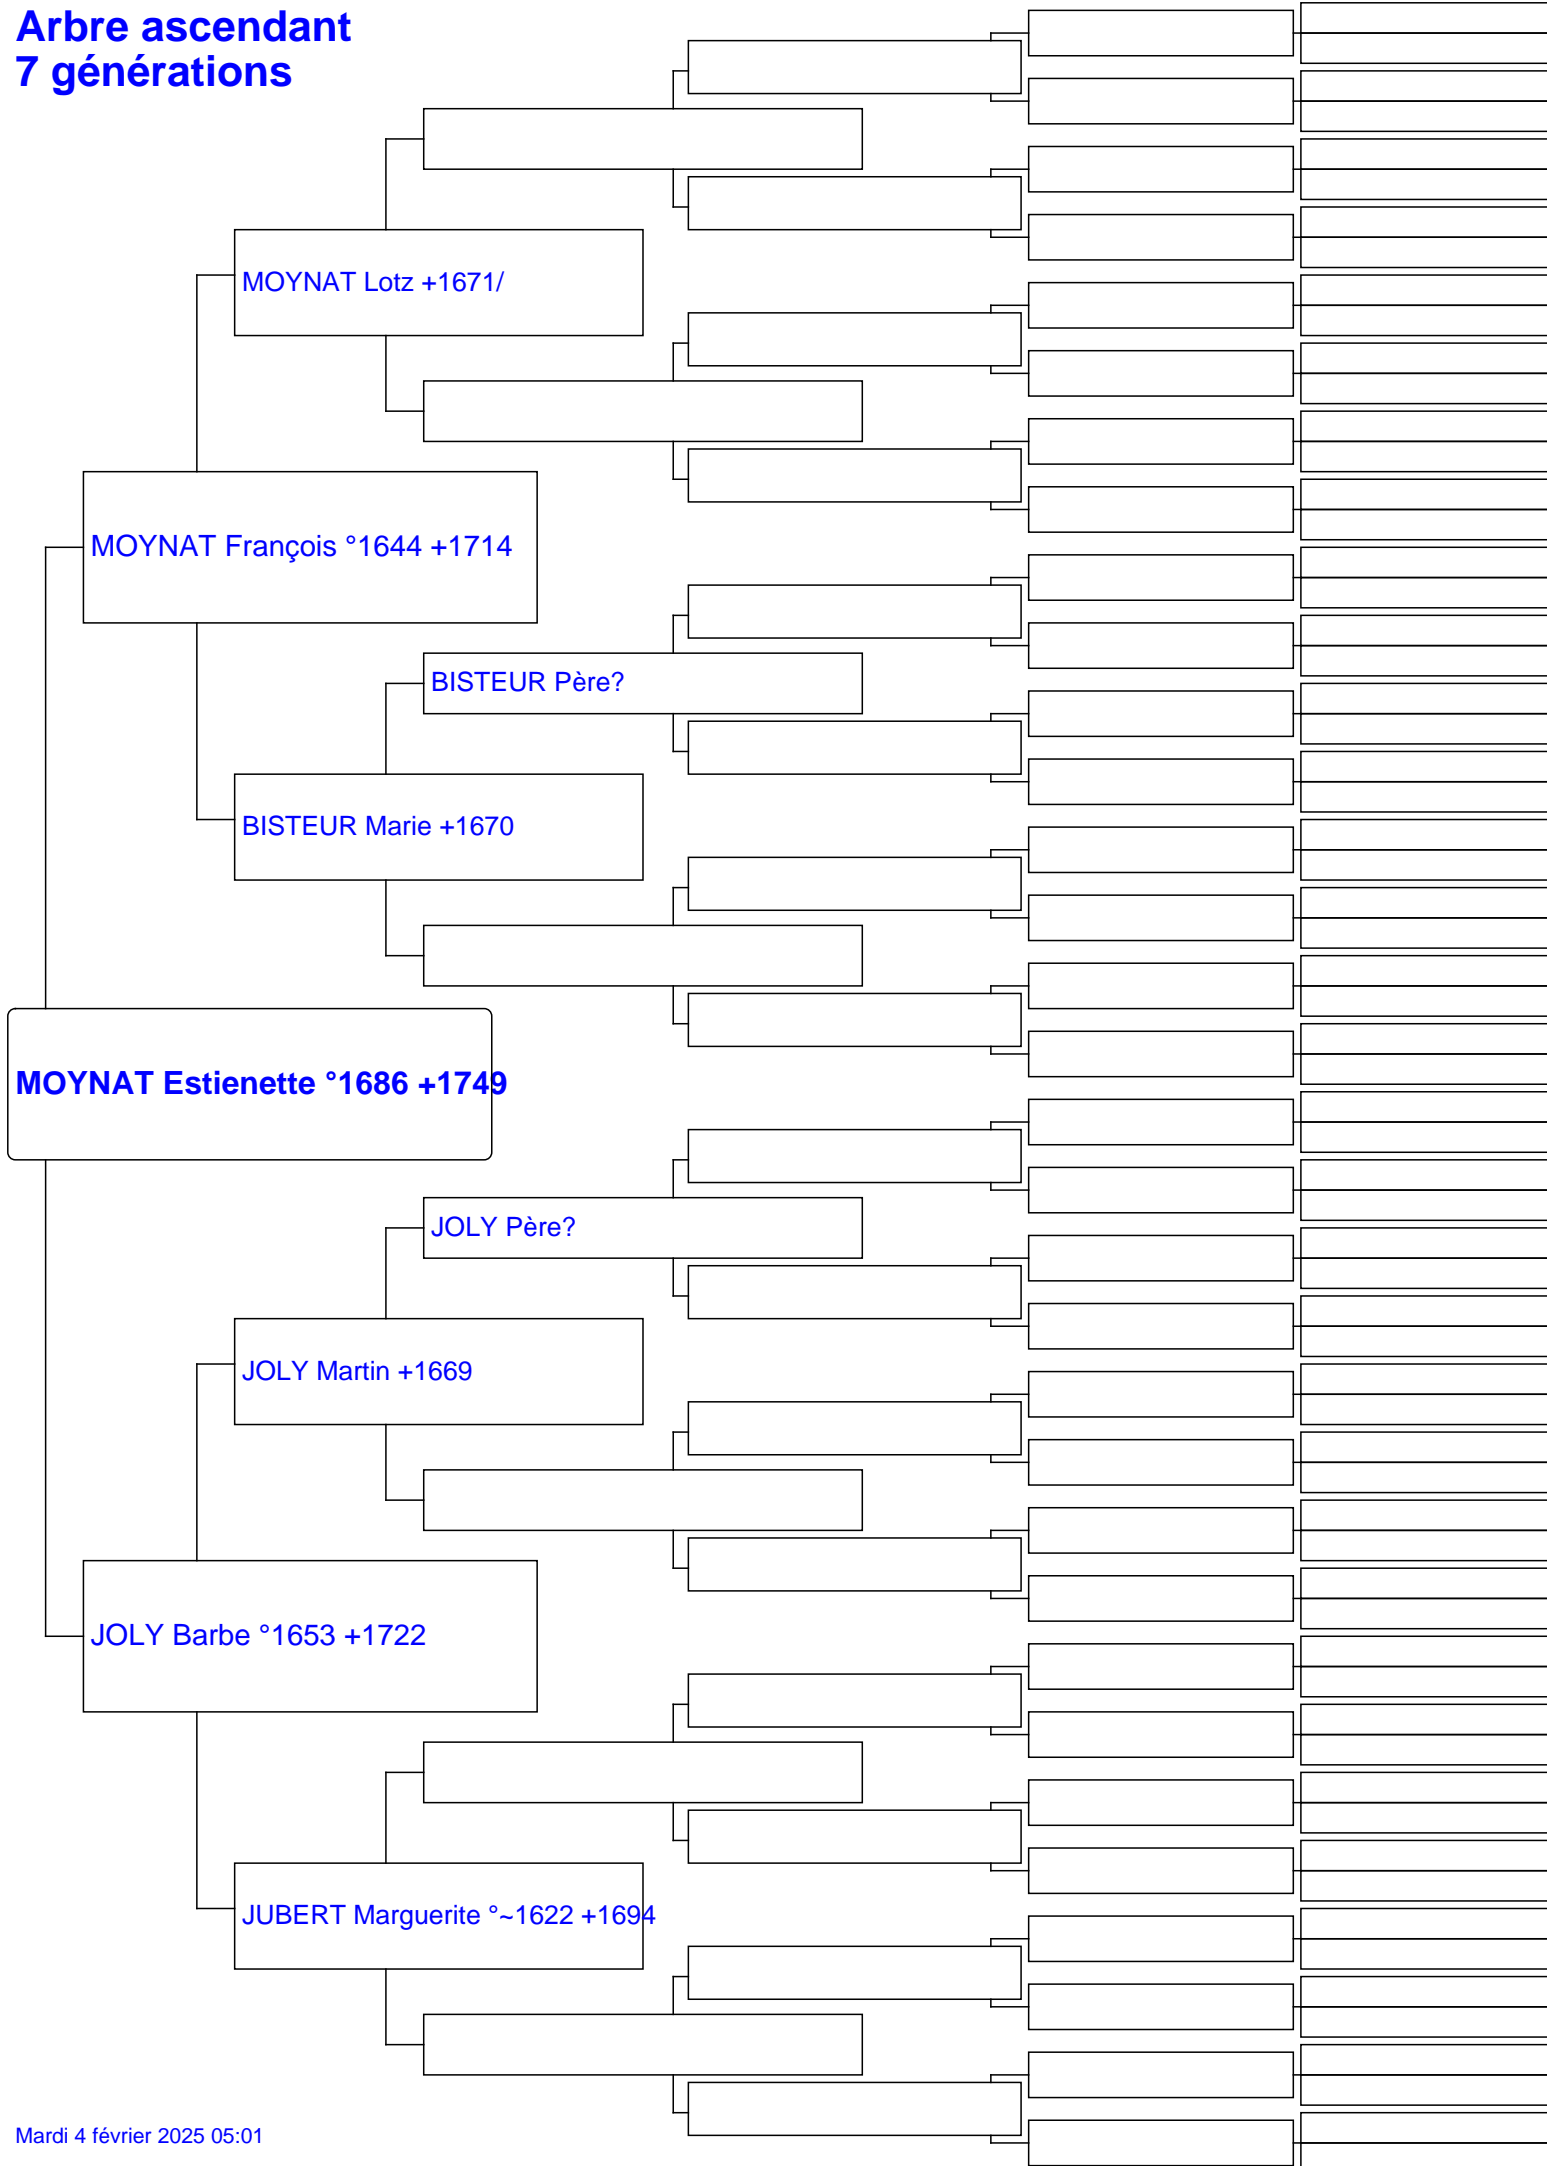 Arbre ascendant
7 générations
MOYNAT Lotz +1671/
MOYNAT François °1644 +1714
BISTEUR Père?
BISTEUR Marie +1670
MOYNAT Estienette °1686 +1749
JOLY Père?
JOLY Martin +1669
JOLY Barbe °1653 +1722
JUBERT Marguerite °~1622 +1694
Mardi 4 février 2025 05:01